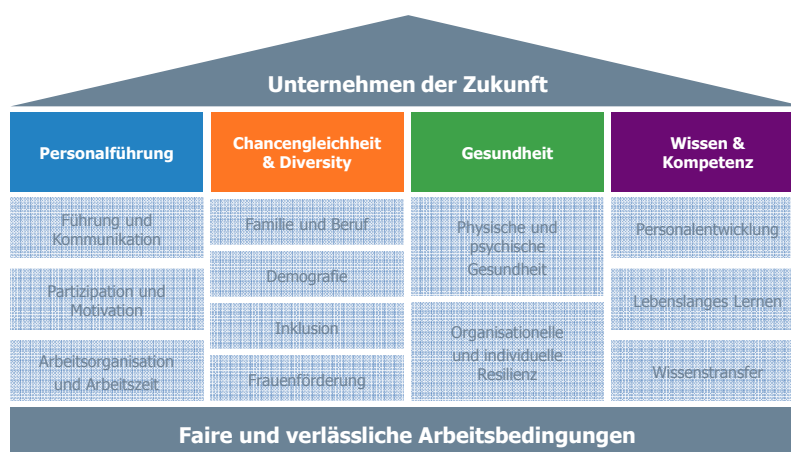 Unternehmen der Zukunft
Personalführung
Chancengleichheit
& Diversity
Gesundheit
Wissen &
Kompetenz
Führung und
Kommunikation
Partizipation und
Motivation
Arbeitsorganisation
und Arbeitszeit
Familie und Beruf
Demografie
Inklusion
Frauenförderung
Physische und
psychische
Gesundheit
Organisationelle
und individuelle
Resilienz
Personalentwicklung
Lebenslanges Lernen
Wissenstransfer
Faire und verlässliche Arbeitsbedingungen